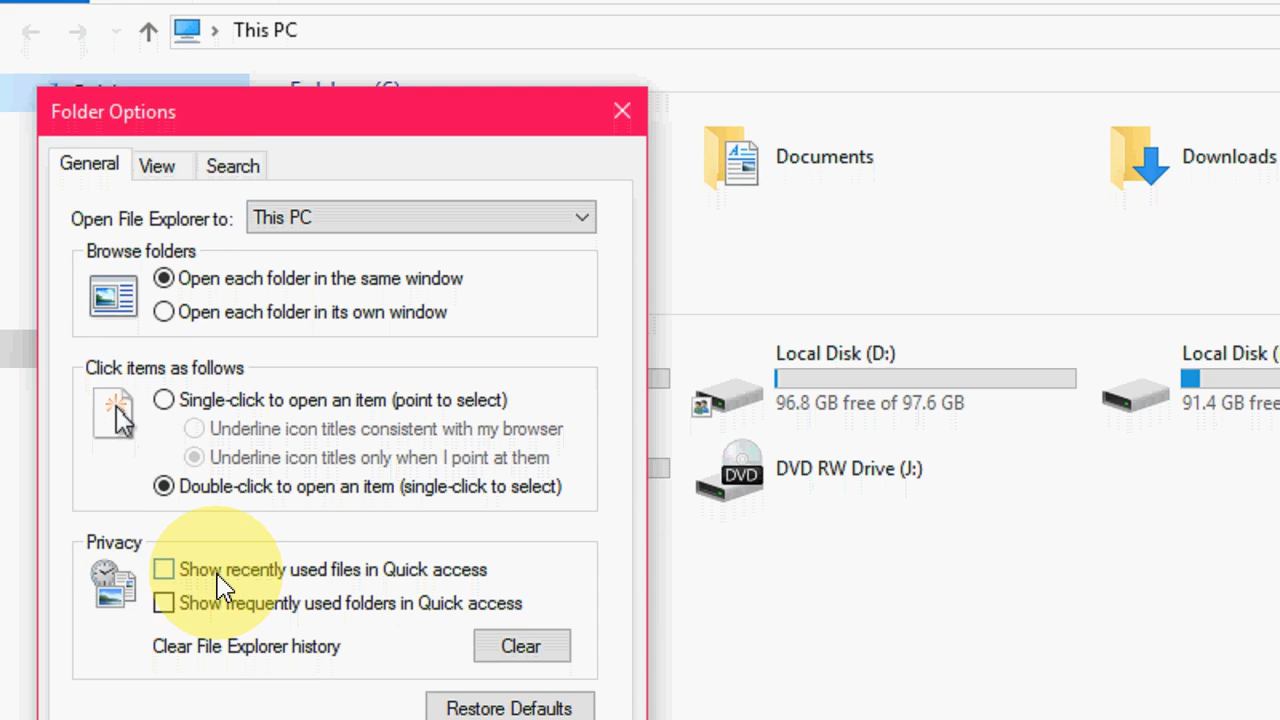 This PC
Folder Options
General View Search
Open File Explorer to: This PC
Browse folders
Open each folder in the same window
Open each folder in its own window
Click items as follows
Single-click to open an item (point to select)
Underline icon titles consistent with my browser
Underline icon titles only when I point at them
Double-click to open an item (single-click to select)
Privacy
Show recently used files in Quick access
Show frequently used folders in Quick access
Clear File Explorer history Clear
Restore Defaults
Documents
Downloads
Local Disk (D:)
96.8 GB free of 97.6 GB
Local Disk (
91.4 GB free
DVD
DVD RW Drive (J:)